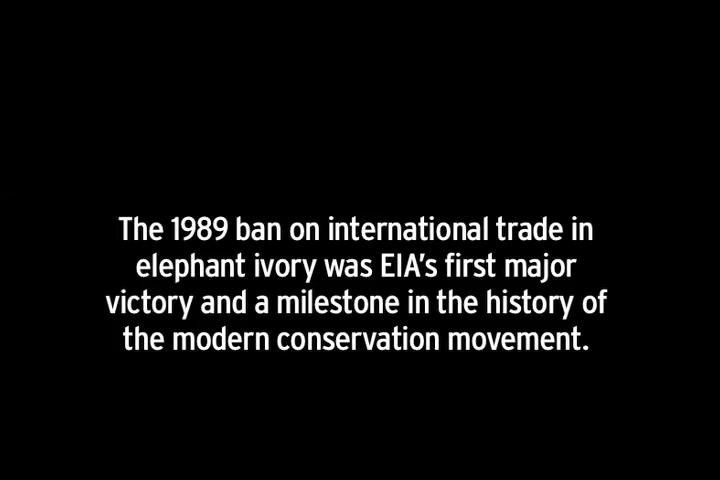 The 1989 ban on international trade in
elephant ivory was EIA's first major
victory and a milestone in the history of
the modern conservation movement.